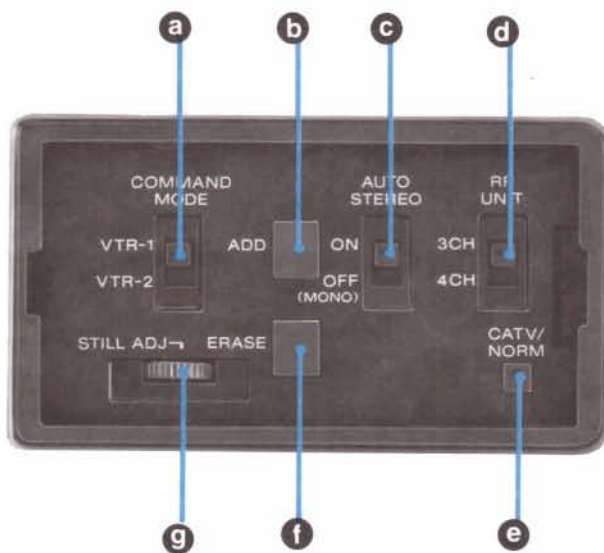 a b c d
COMMAND MODE
AUTO STEREO
RF UNIT
VTR-1
ADD
ON
3CH
VTR-2
OFF
(MONO)
4CH
STILL ADJ
ERASE
CATV/
NORM
g f e